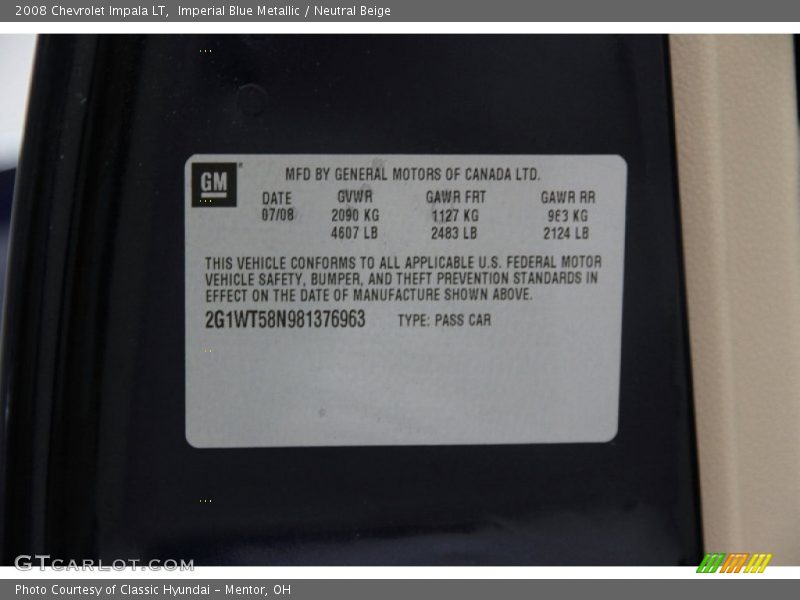 2008 Chevrolet Impala LT,  Imperial Blue Metallic / Neutral Beige
GM
MFD BY GENERAL MOTORS OF CANADA LTD.
DATE GVWR GAWR FRT GAWR RR
07/08 2090 KG 1127 KG 963 KG
4607 LB 2483 LB 2124 LB
THIS VEHICLE CONFORMS TO ALL APPLICABLE U.S. FEDERAL MOTOR
VEHICLE SAFETY, BUMPER, AND THEFT PREVENTION STANDARDS IN
EFFECT ON THE DATE OF MANUFACTURE SHOWN ABOVE.
2G1WT58N981376963 TYPE: PASS CAR
GTCARLOT.COM
Photo Courtesy of Classic Hyundai - Mentor, OH